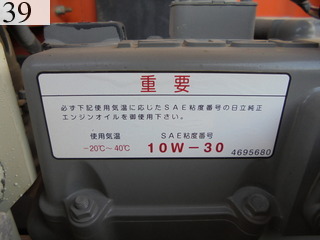 39
重要
必ず下記使用気温に応じたSAE粘度番号の日立純正
エンジンオイルを御使用下さい。
使用気温 SAE粘度番号
-20℃～40℃ 10W-30
4695680